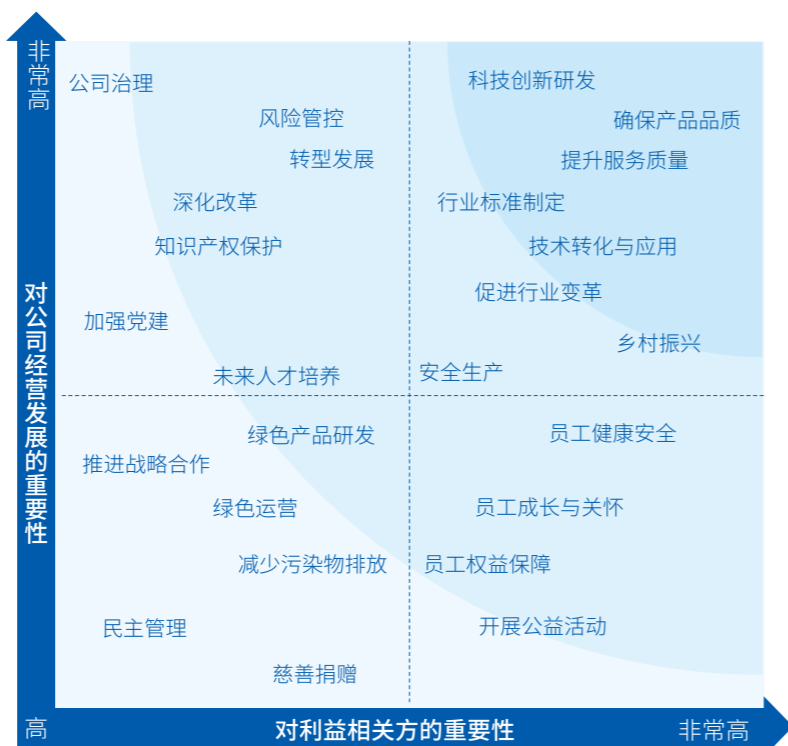 非常高
对公司经营发展的重要性
公司治理
科技创新研发
风险管控
确保产品品质
转型发展
提升服务质量
深化改革
行业标准制定
知识产权保护
技术转化与应用
促进行业变革
加强党建
乡村振兴
未来人才培养
安全生产
绿色产品研发
员工健康安全
推进战略合作
绿色运营
员工成长与关怀
减少污染物排放
员工权益保障
民主管理
开展公益活动
慈善捐赠
高
对利益相关方的重要性
非常高